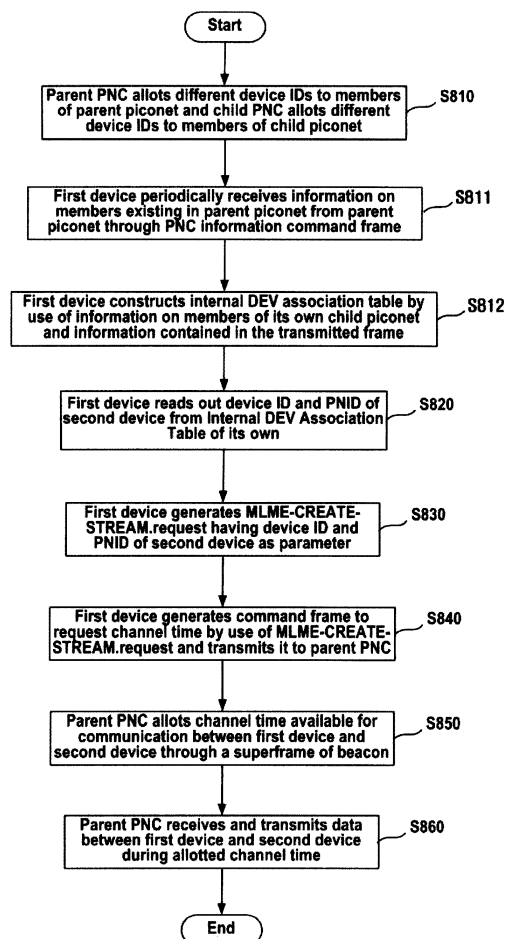 Start
Parent PNC allots different device IDs to members
of parent piconet and child PNC allots different
device IDs to members of child piconet
S810
First device periodically receives information on
members existing in parent piconet from parent
piconet through PNC information command frame
S811
First device constructs internal DEV association table by
use of information on members of its own child piconet
and information contained in the transmitted frame
S812
First device reads out device ID and PNID of
second device from Internal DEV Association
Table of its own
S820
First device generates MLME-CREATE-
STREAM.request having device ID and
PNID of second device as parameter
S830
First device generates command frame to
request channel time by use of MLME-CREATE-
STREAM.request and transmits it to parent PNC
S840
Parent PNC allots channel time available for
communication between first device and
second device through a superframe of beacon
S850
Parent PNC receives and transmits data
between first device and second device
during allotted channel time
S860
End